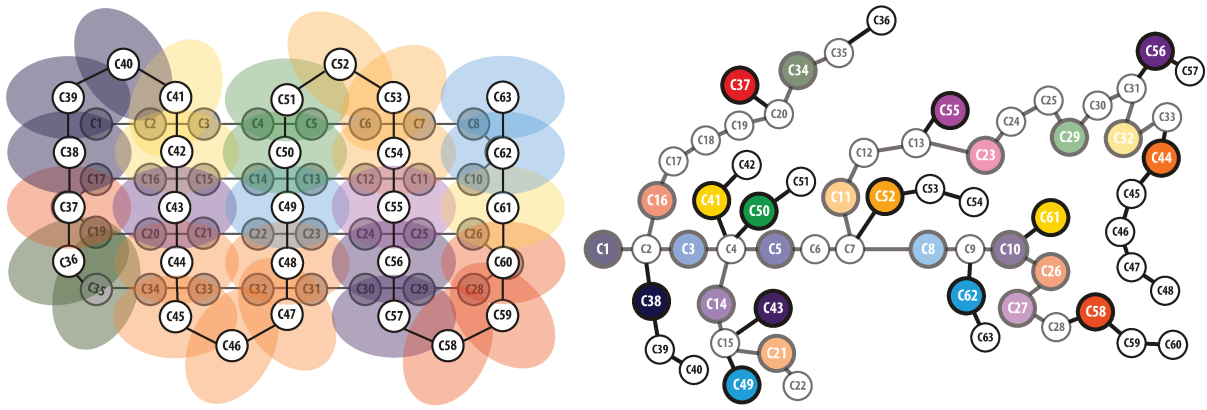 C40
C52
C39 C41 C51 C53 C63
C1 C2 C3 C4 C5 C6 C7 C8
C38 C42 C50 C54 C62
C17 C16 C15 C14 C13 C12 C11 C10
C37 C43 C49 C55 C61
C19 C20 C21 C22 C23 C24 C25 C26
C36 C44 C48 C56 C60
C35 C34 C33 C32 C31 C30 C29 C28
C45 C47 C57 C59
C46 C58
C36
C35
C34
C37
C20
C19
C18
C17
C16
C42
C41
C51
C50
C1 C2 C3 C4 C5 C6 C7 C8 C9 C10
C38
C39
C40
C14
C43
C15
C21
C22
C49
C11
C12
C13
C55
C52
C53
C54
C23
C24
C25
C29
C30
C31
C56
C57
C32
C33
C44
C45
C46
C47
C48
C61
C26
C27
C28
C58
C59
C60
C62
C63